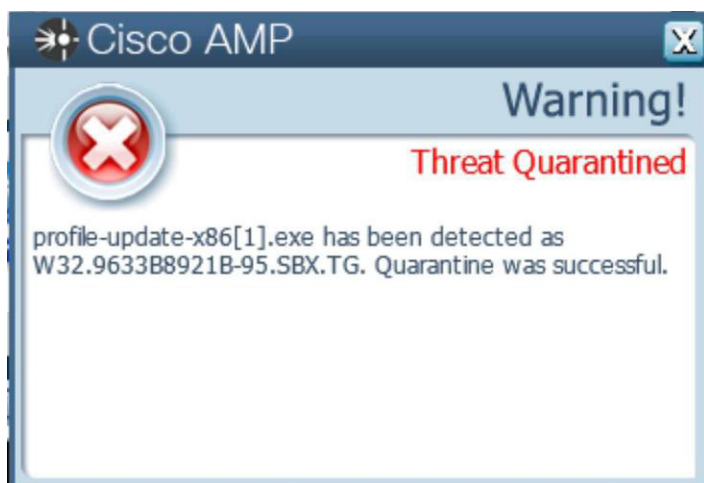 Cisco AMP
X
Warning!
Threat Quarantined
profile-update-x86[1].exe has been detected as
W32.9633B8921B-95.SBX.TG. Quarantine was successful.